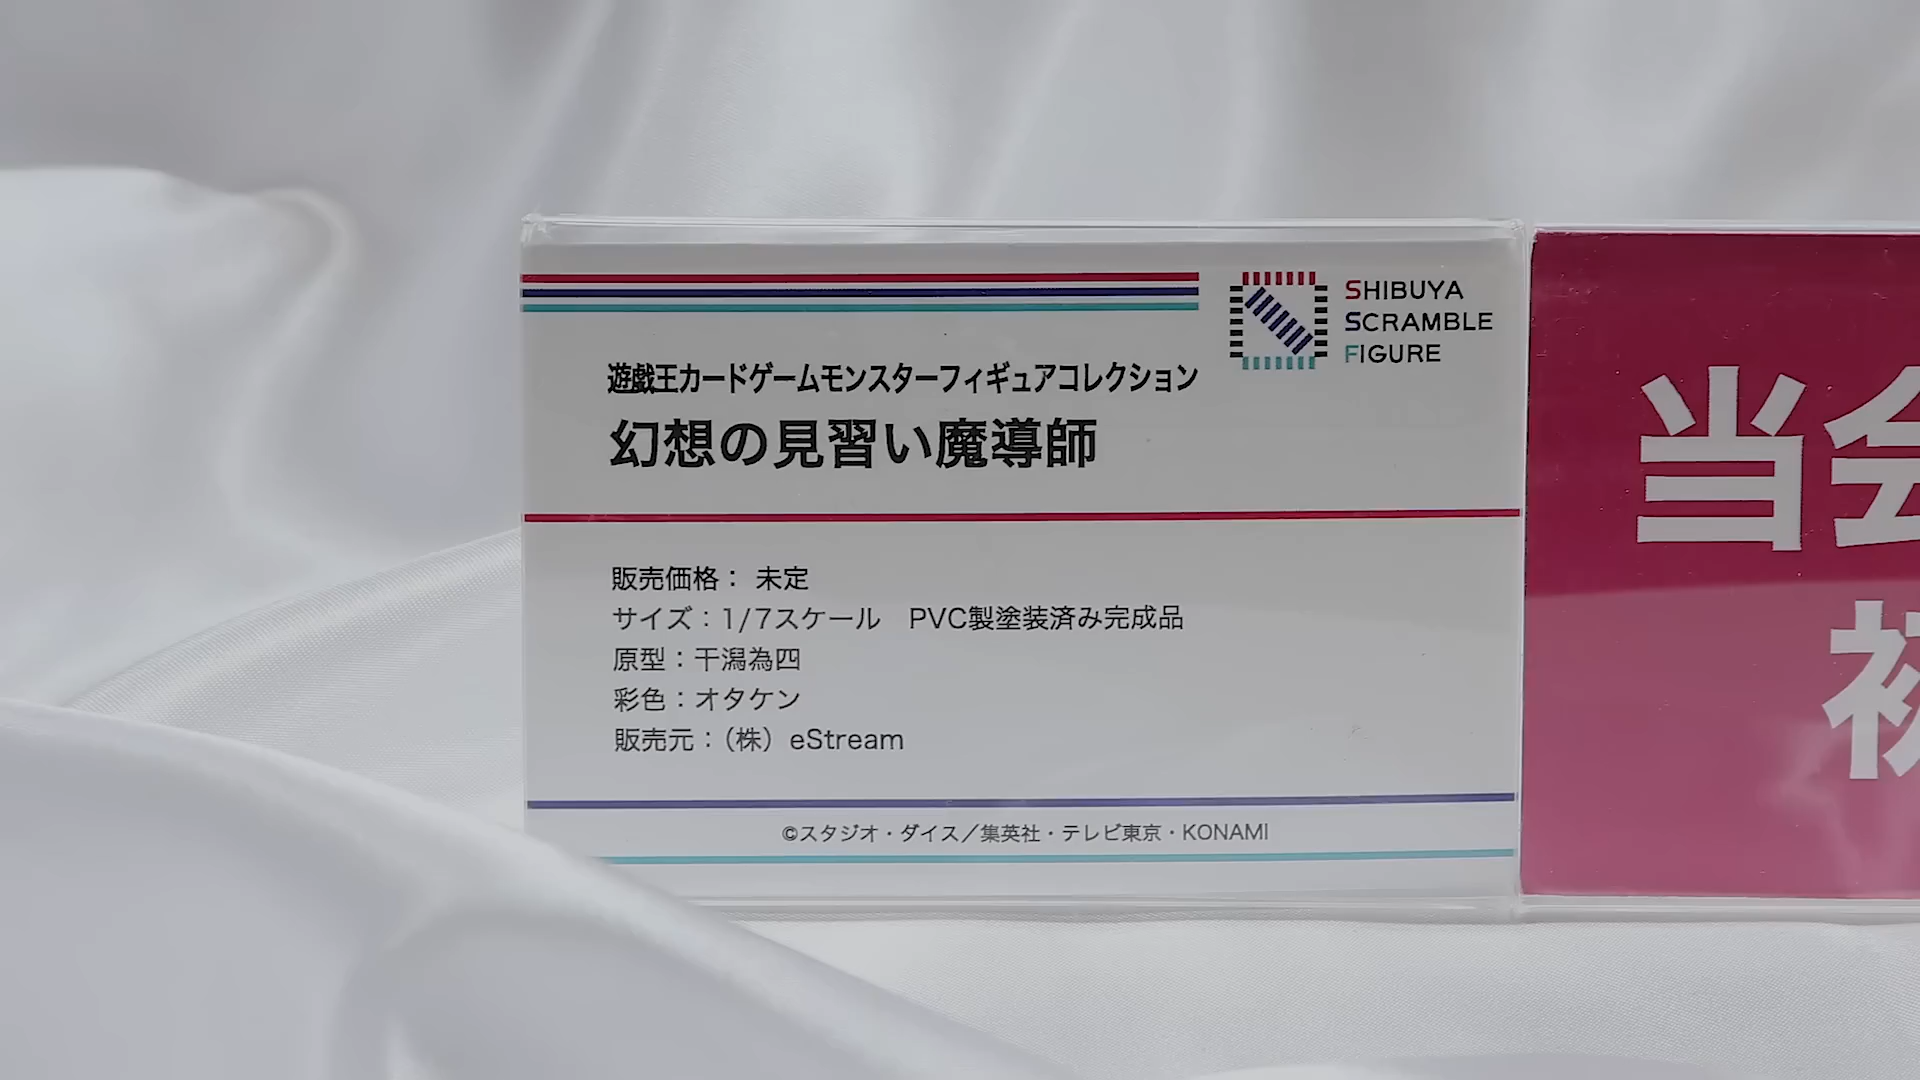 SHIBUYA
SCRAMBLE
FIGURE
遊戯王カードゲームモンスターフィギュアコレクション
幻想の見習い魔導師
販売価格： 未定
サイズ：1/7スケール　PVC製塗装済み完成品
原型：干潟為四
彩色：オタケン
販売元：（株）eStream
©スタジオ・ダイス／集英社・テレビ東京・KONAMI
当会
初